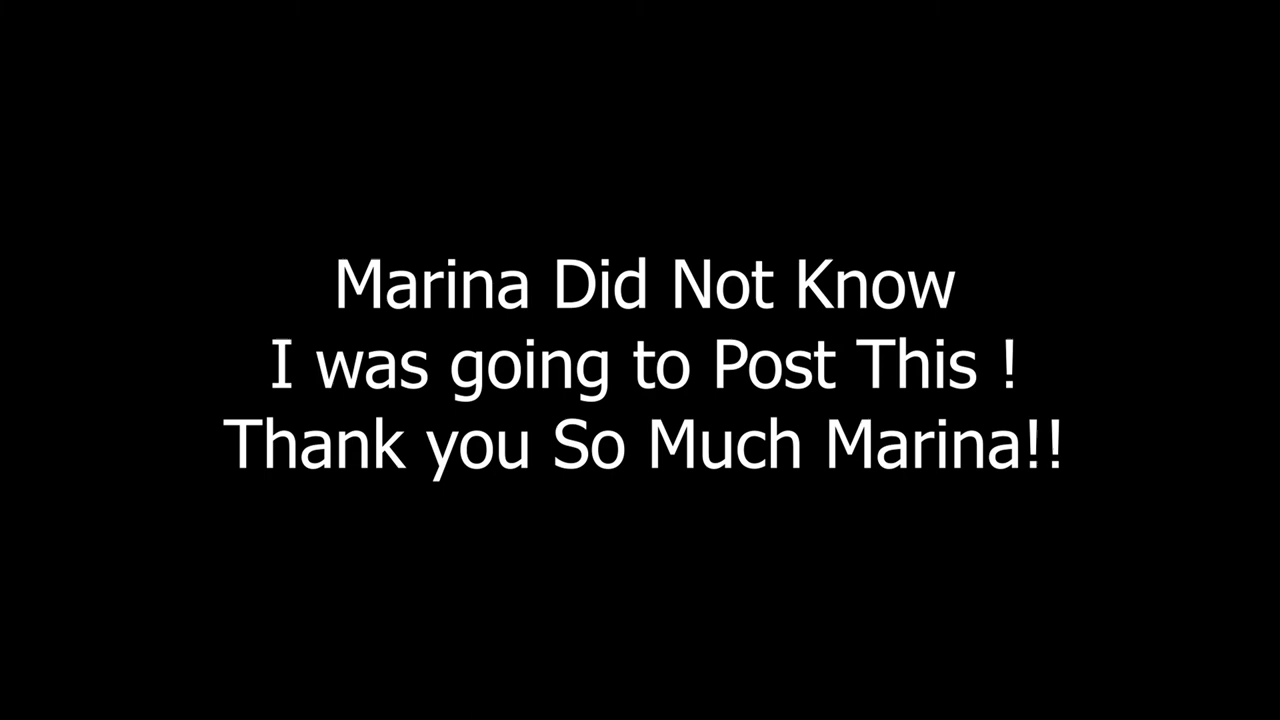 Marina Did Not Know
I was going to Post This !
Thank you So Much Marina!!